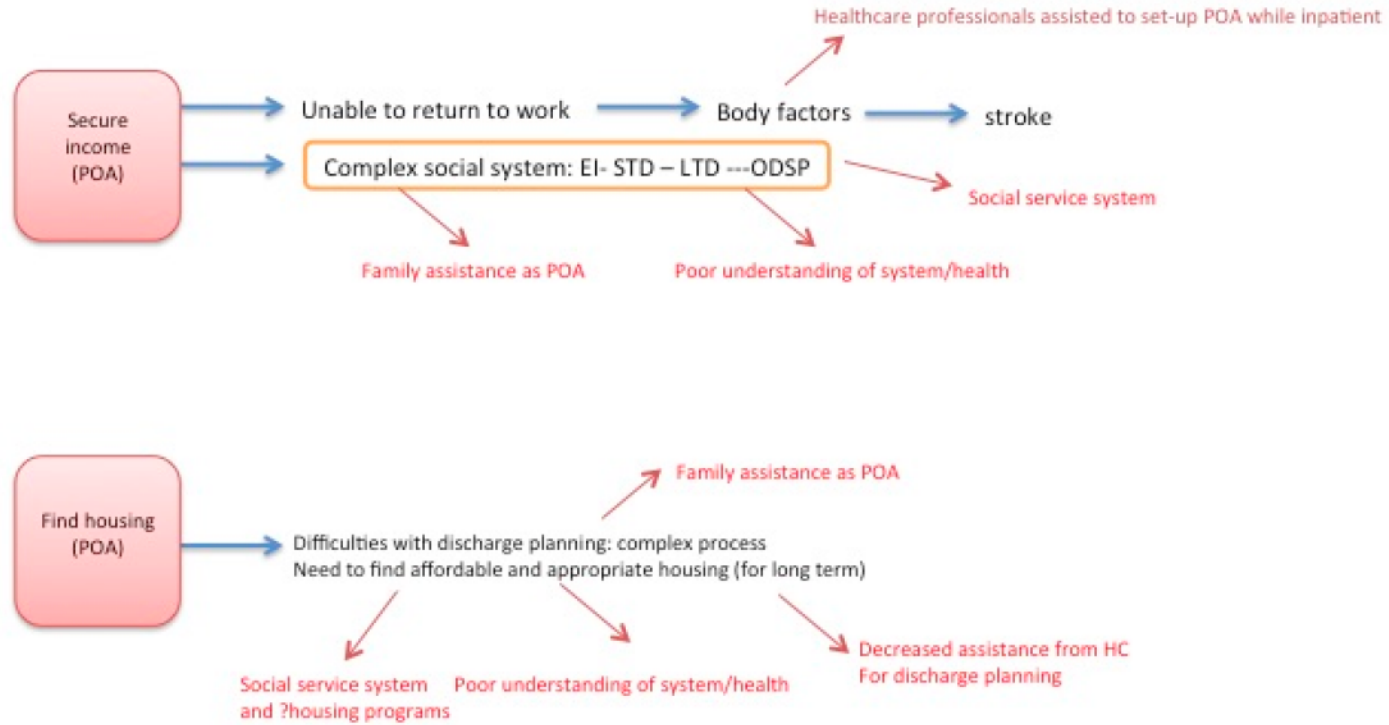 Healthcare professionals assisted to set-up POA while inpatient
Secure
income
(POA)
Unable to return to work
Body factors
stroke
Complex social system: EI- STD – LTD ---ODSP
Social service system
Family assistance as POA
Poor understanding of system/health
Family assistance as POA
Find housing
(POA)
Difficulties with discharge planning: complex process
Need to find affordable and appropriate housing (for long term)
Decreased assistance from HC
For discharge planning
Social service system
and ?housing programs
Poor understanding of system/health